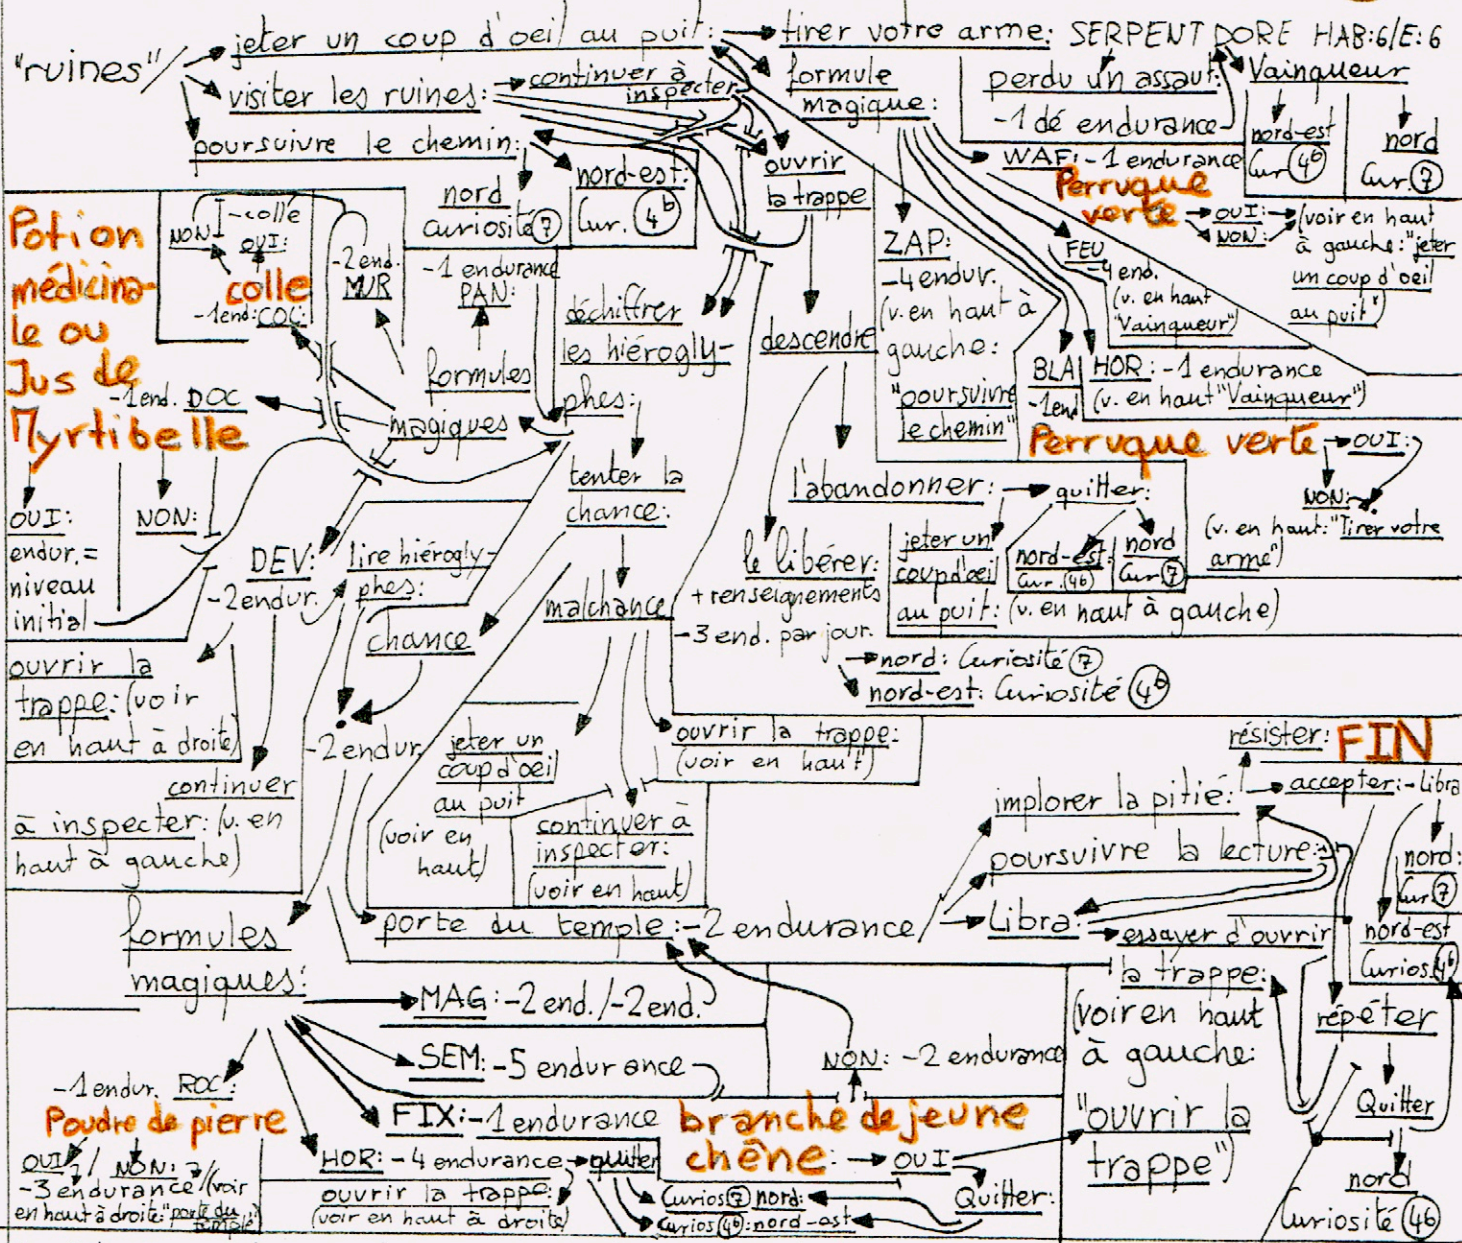 "ruines"/
jeter un coup d'oeil au puit:
tirer votre arme: SERPENT DORE HAB:6/E:6
visiter les ruines:
continuer à
inspecter
poursuivre le chemin:
formule
magique:
perdu un assaut:
-1 dé endurance
Vainqueur
nord-est
Cur (4b)
nord
Cur. (7)
nord
curiosité (7)
nord-est:
Cur. (4b)
ouvrir
la trappe
WAF: -1 endurance
Perruque
verte
OUI:
NON:
(voir en haut
à gauche: "jeter
un coup d'oeil
au puit")
Potion
médicina-
le ou
Jus de
Myrtibelle
NON
-colle
OUI:
colle
-1end: COL:
-2 end.
MUR
-1 endurance
PAN:
formules
magiques
-1end. DOC
déchiffrer
les hiérogly-
phes:
descendre
ZAP:
-4 endur.
(v. en haut à
gauche:
"poursuivre
le chemin"
FEU
-4 end.
(v. en haut
"Vainqueur")
BLA
-1end
HOR: -1 endurance
(v. en haut "Vainqueur")
Perruque verte
OUI:
NON:
(v. en haut: "Tirer votre
arme")
OUI:
endur. =
niveau
initial
NON:
DEV:
-2 endur.
lire hiérogly-
phes:
tenter la
chance:
chance
malchance
l'abandonner:
quitter:
jeter un
coup d'oeil
au puit: (v. en haut à gauche)
nord-est:
Cur. (4b)
nord
Cur (7)
le libérer:
+ renseignements
-3 end. par jour.
nord: Curiosité (7)
nord-est: Curiosité (4b)
ouvrir la
trappe: (voir
en haut à droite)
continuer
à inspecter: (v. en
haut à gauche)
-2 endur.
jeter un
coup d'oeil
au puit
(voir en
haut)
ouvrir la trappe:
(voir en haut)
continuer à
inspecter:
(voir en haut)
résister: FIN
implorer la pitié:
accepter: -Libra
poursuivre la lecture:
nord:
Cur (7)
porte du temple: -2 endurance/
Libra:
essayer d'ouvrir
la trappe:
(voir en haut
à gauche:
"ouvrir la
trappe")
nord-est
Curios. (4b)
répéter
Quitter
nord
Curiosité (4b)
formules
magiques:
MAG: -2 end./-2end.
SEM: -5 endurance
NON: -2 endurance
-1 endur. ROC:
Poudre de pierre
OUI: / NON:
-3 endurance / (voir
en haut à droite: "porte du
temple")
FIX: -1 endurance
branche de jeune
chêne:
OUI
HOR: -4 endurance
quitter
ouvrir la trappe:
(voir en haut à droite)
Curios (7) nord:
Curios (4b): nord-est
Quitter: